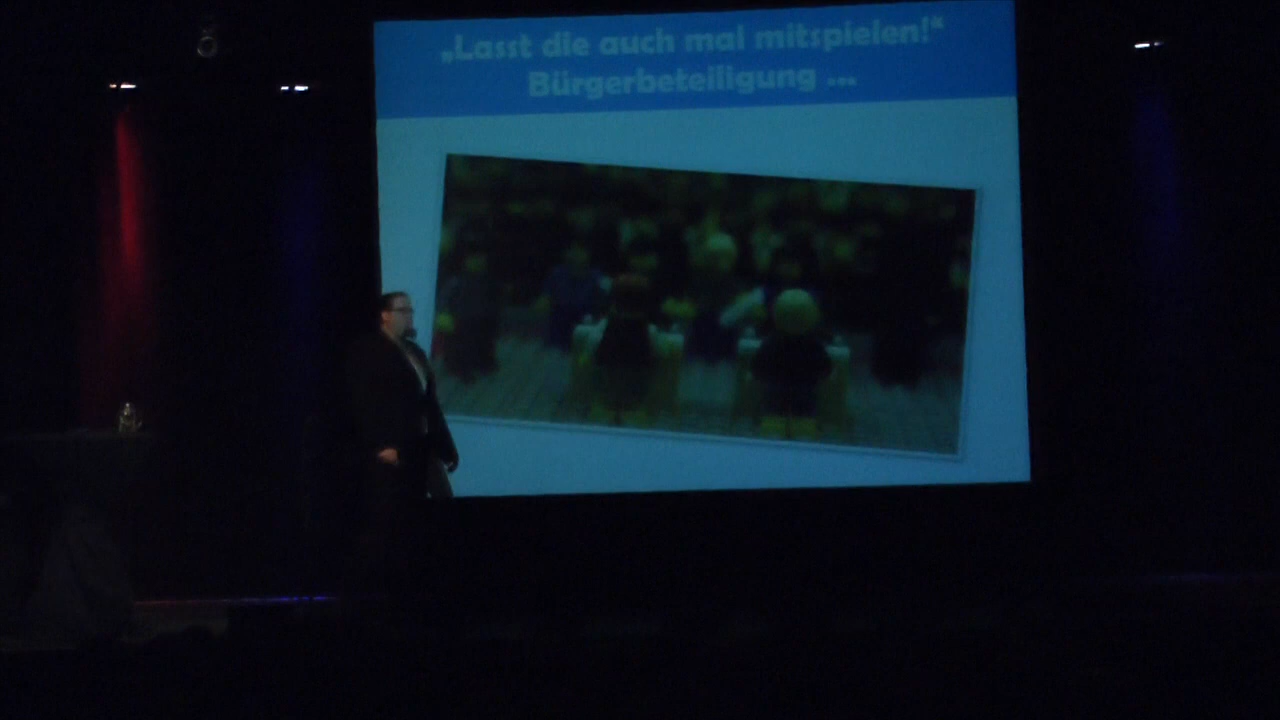 „Lasst die auch mal mitspielen!“
Bürgerbeteiligung ...